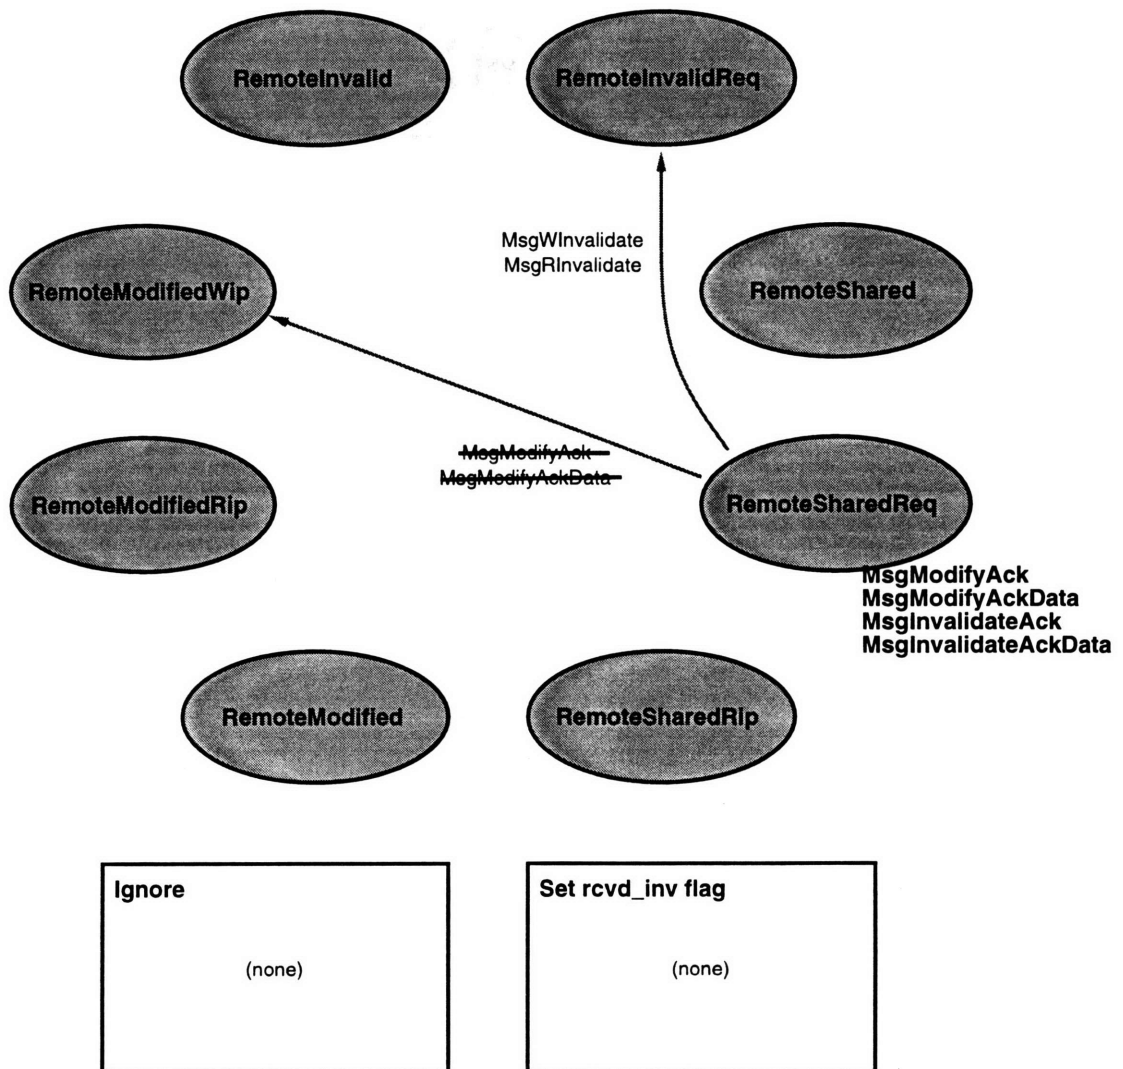 RemoteInvalid
RemoteInvalidReq
MsgWInvalidate
MsgRInvalidate
RemoteModifiedWip
RemoteShared
MsgModifyAck
MsgModifyAckData
RemoteModifiedRip
RemoteSharedReq
MsgModifyAck
MsgModifyAckData
MsgInvalidateAck
MsgInvalidateAckData
RemoteModified
RemoteSharedRip
Ignore
(none)
Set rcvd_inv flag
(none)